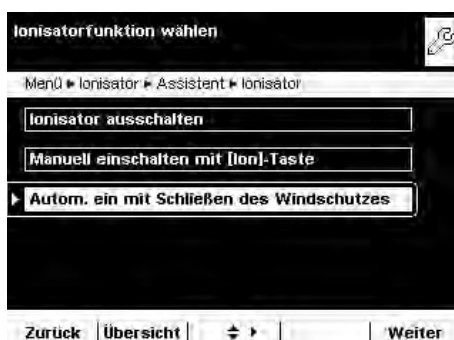 Ionisatorfunktion wählen
Menü ▸ Ionisator ▸ Assistent ▸ Ionisator
Ionisator ausschalten
Manuell einschalten mit [Ion]-Taste
Autom. ein mit Schließen des Windschutzes
Zurück Übersicht Weiter